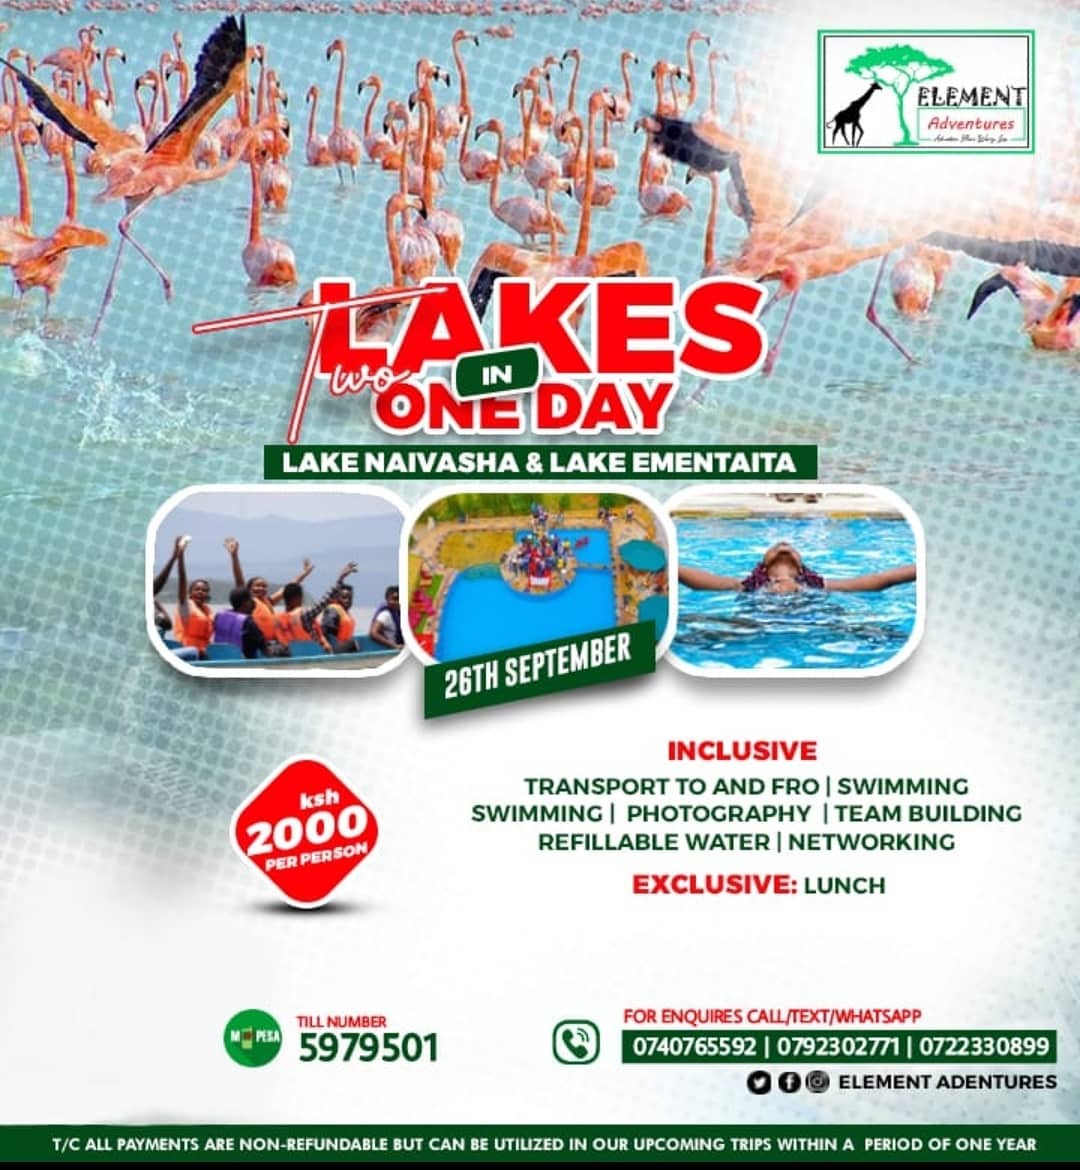 ELEMENT
Adventures
Two LAKES
IN
ONE DAY
LAKE NAIVASHA & LAKE EMENTAITA
26TH SEPTEMBER
INCLUSIVE
TRANSPORT TO AND FRO | SWIMMING
SWIMMING | PHOTOGRAPHY | TEAM BUILDING
REFILLABLE WATER | NETWORKING
EXCLUSIVE: LUNCH
ksh
2000
PER PERSON
M PESA
TILL NUMBER
5979501
FOR ENQUIRES CALL/TEXT/WHATSAPP
0740765592 | 0792302771 | 0722330899
ELEMENT ADENTURES
T/C ALL PAYMENTS ARE NON-REFUNDABLE BUT CAN BE UTILIZED IN OUR UPCOMING TRIPS WITHIN A PERIOD OF ONE YEAR